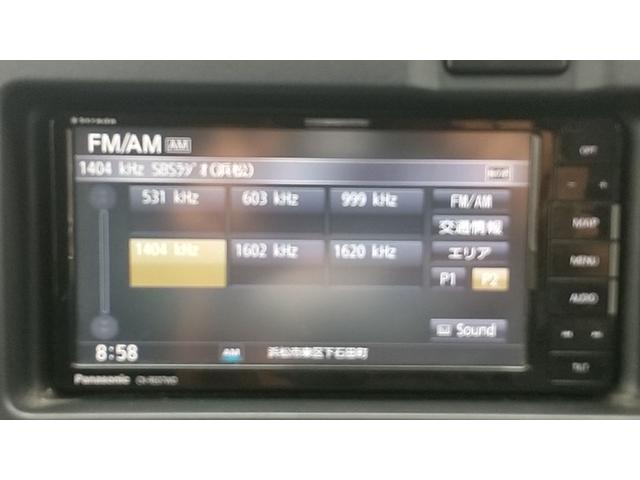 FM/AM AM
1404 kHz SBSラジオ(浜松)
531 kHz 603 kHz 999 kHz FM/AM
交通情報
1404 kHz 1602 kHz 1620 kHz エリア
P1 P2
Sound
8:58 AM 浜松市東区下石田町
Panasonic
OPT
MAP
MENU
AUDIO
TILT